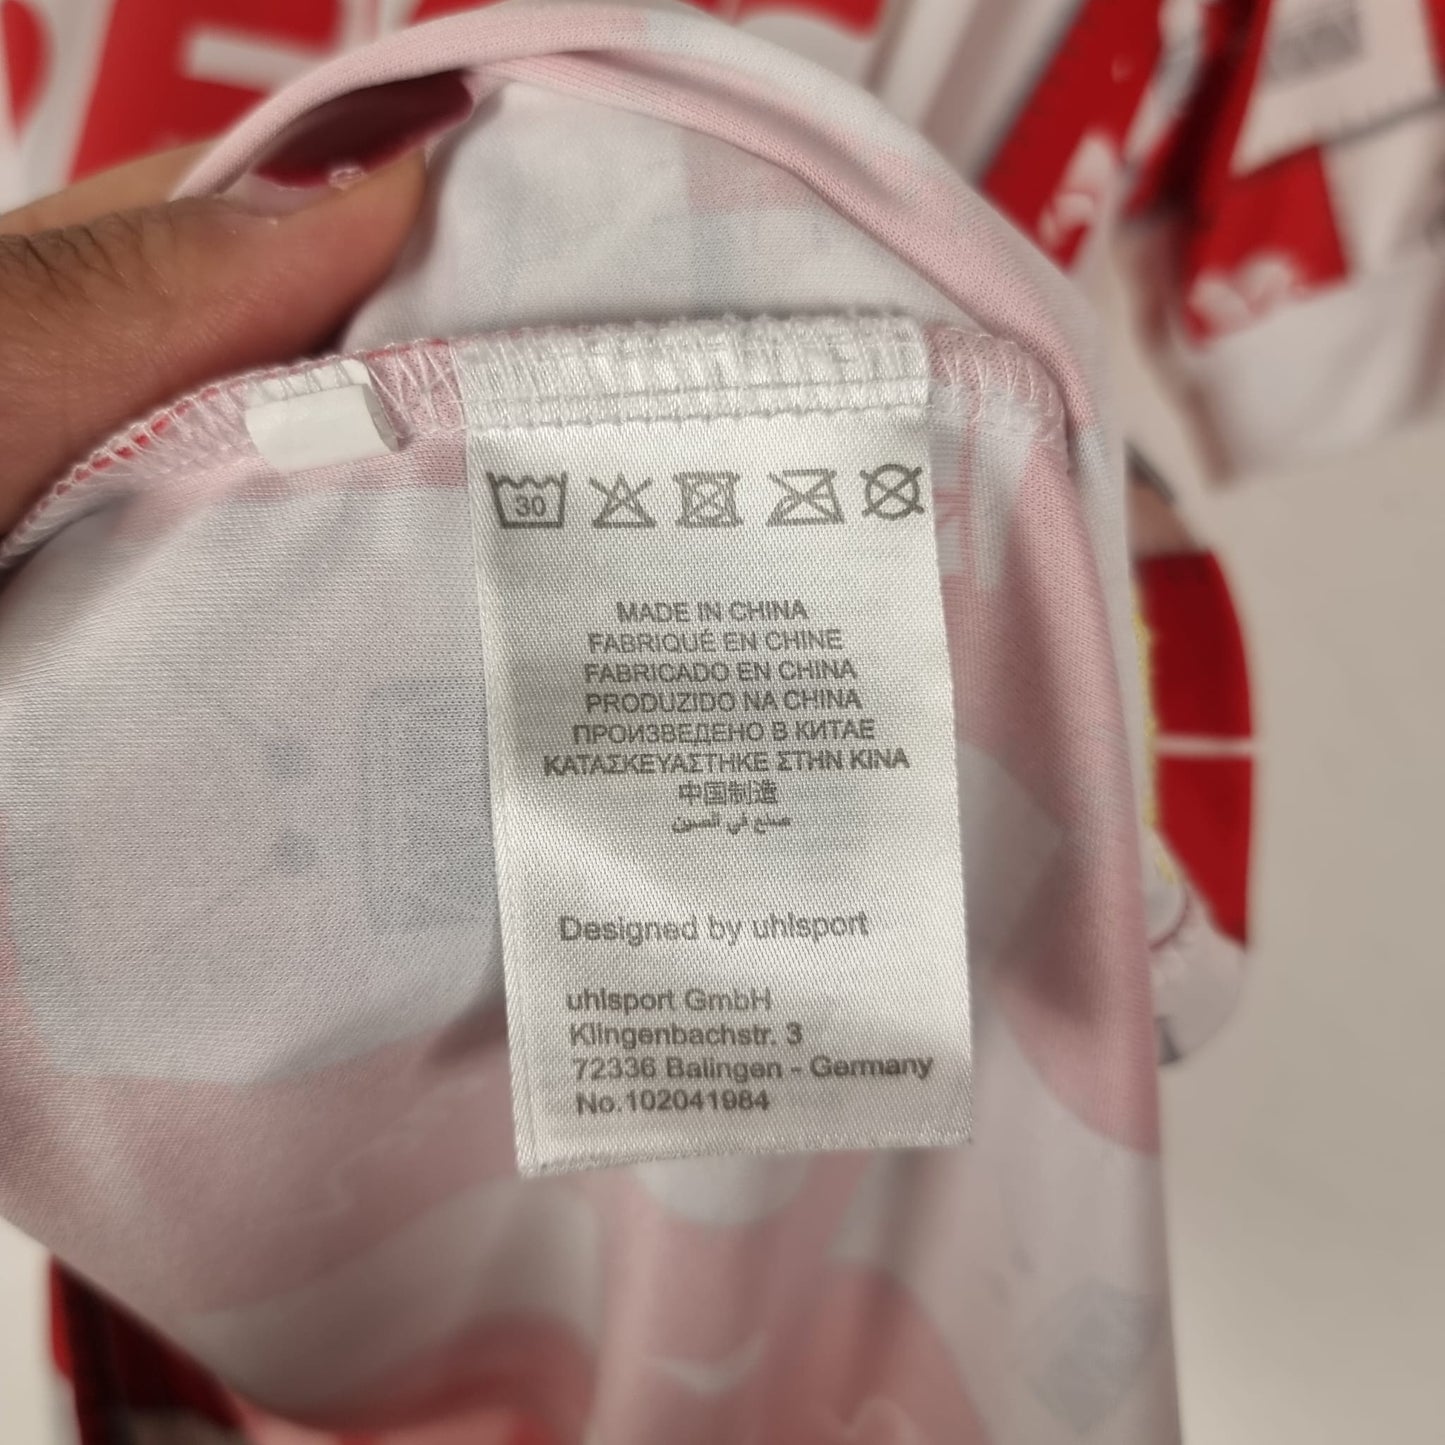 30
MADE IN CHINA
FABRIQUÉ EN CHINE
FABRICADO EN CHINA
PRODUZIDO NA CHINA
ПРОИЗВЕДЕНО В КИТАЕ
ΚΑΤΑΣΚΕΥΑΣΤΗΚΕ ΣΤΗΝ ΚΙΝΑ
中国制造
صنع في الصين
Designed by uhlsport
uhlsport GmbH
Klingenbachstr. 3
72336 Balingen - Germany
No.102041984